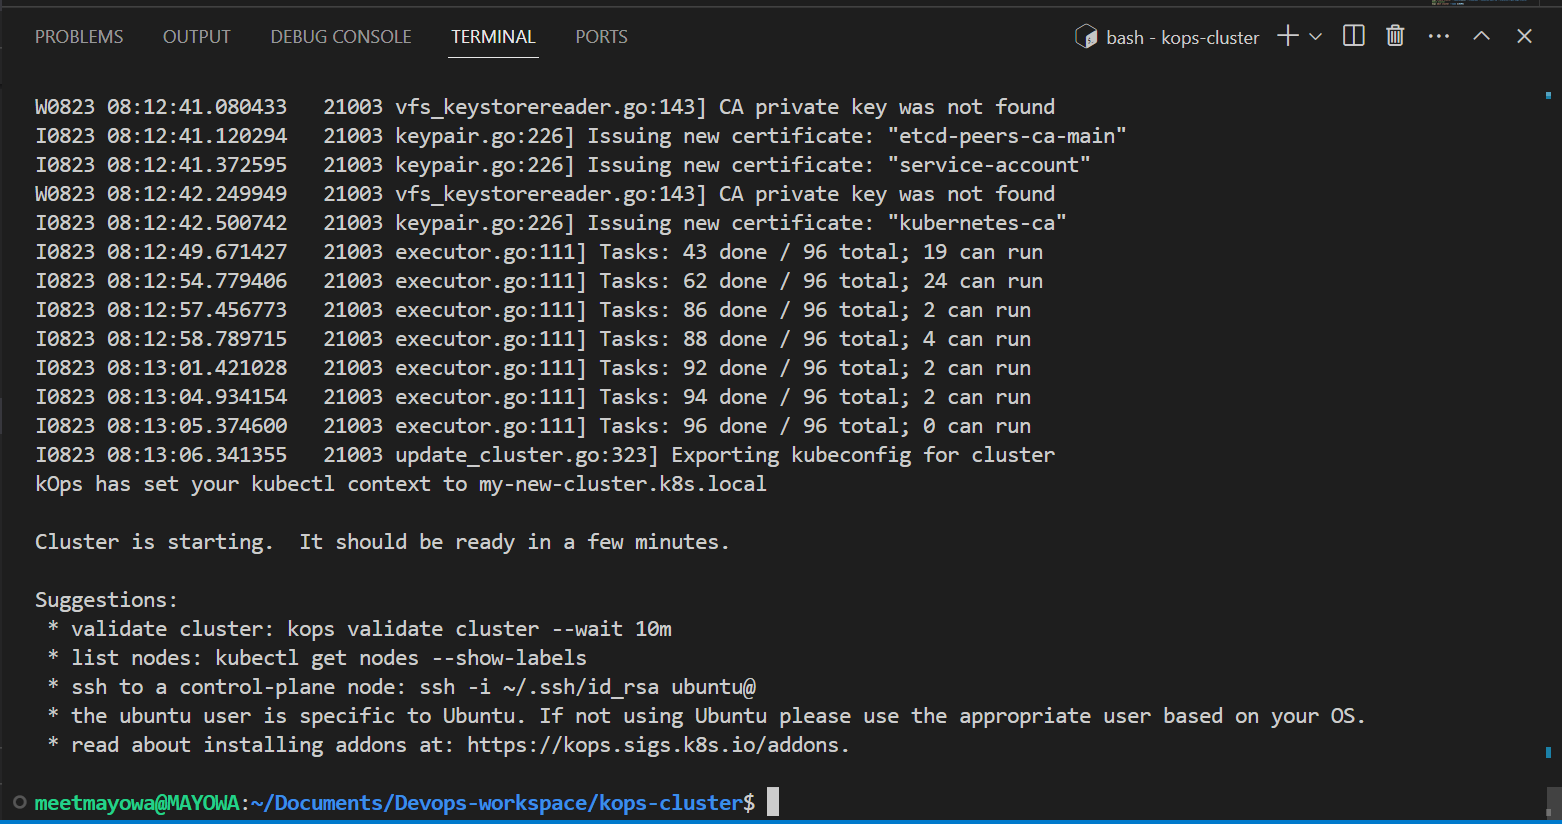 PROBLEMS OUTPUT DEBUG CONSOLE TERMINAL PORTS bash - kops-cluster
W0823 08:12:41.080433   21003 vfs_keystorereader.go:143] CA private key was not found
I0823 08:12:41.120294   21003 keypair.go:226] Issuing new certificate: "etcd-peers-ca-main"
I0823 08:12:41.372595   21003 keypair.go:226] Issuing new certificate: "service-account"
W0823 08:12:42.249949   21003 vfs_keystorereader.go:143] CA private key was not found
I0823 08:12:42.500742   21003 keypair.go:226] Issuing new certificate: "kubernetes-ca"
I0823 08:12:49.671427   21003 executor.go:111] Tasks: 43 done / 96 total; 19 can run
I0823 08:12:54.779406   21003 executor.go:111] Tasks: 62 done / 96 total; 24 can run
I0823 08:12:57.456773   21003 executor.go:111] Tasks: 86 done / 96 total; 2 can run
I0823 08:12:58.789715   21003 executor.go:111] Tasks: 88 done / 96 total; 4 can run
I0823 08:13:01.421028   21003 executor.go:111] Tasks: 92 done / 96 total; 2 can run
I0823 08:13:04.934154   21003 executor.go:111] Tasks: 94 done / 96 total; 2 can run
I0823 08:13:05.374600   21003 executor.go:111] Tasks: 96 done / 96 total; 0 can run
I0823 08:13:06.341355   21003 update_cluster.go:323] Exporting kubeconfig for cluster
kOps has set your kubectl context to my-new-cluster.k8s.local
Cluster is starting.  It should be ready in a few minutes.
Suggestions:
 * validate cluster: kops validate cluster --wait 10m
 * list nodes: kubectl get nodes --show-labels
 * ssh to a control-plane node: ssh -i ~/.ssh/id_rsa ubuntu@
 * the ubuntu user is specific to Ubuntu. If not using Ubuntu please use the appropriate user based on your OS.
 * read about installing addons at: https://kops.sigs.k8s.io/addons.
meetmayowa@MAYOWA:~/Documents/Devops-workspace/kops-cluster$